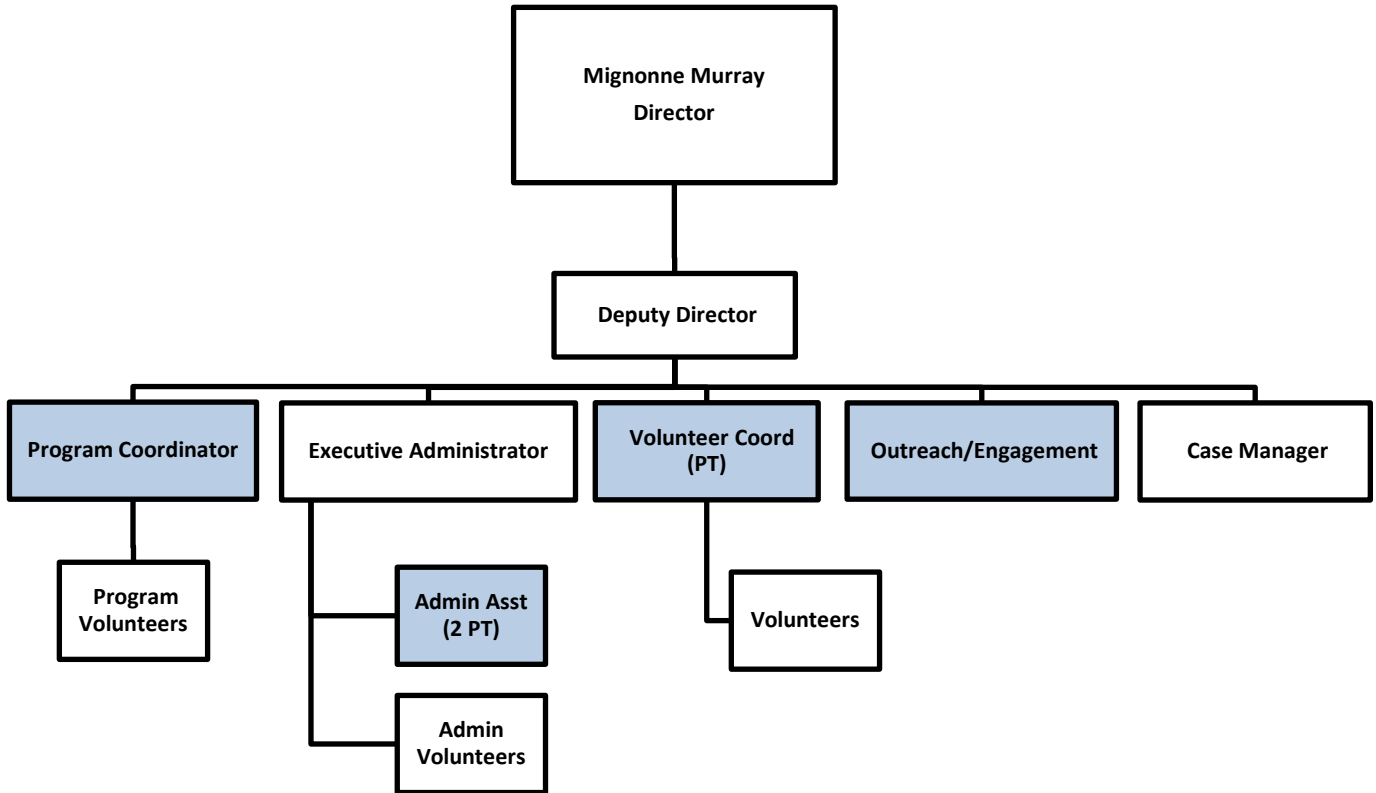 Mignonne Murray
Director
Deputy Director
Program Coordinator
Executive Administrator
Volunteer Coord
(PT)
Outreach/Engagement
Case Manager
Program
Volunteers
Admin Asst
(2 PT)
Volunteers
Admin
Volunteers